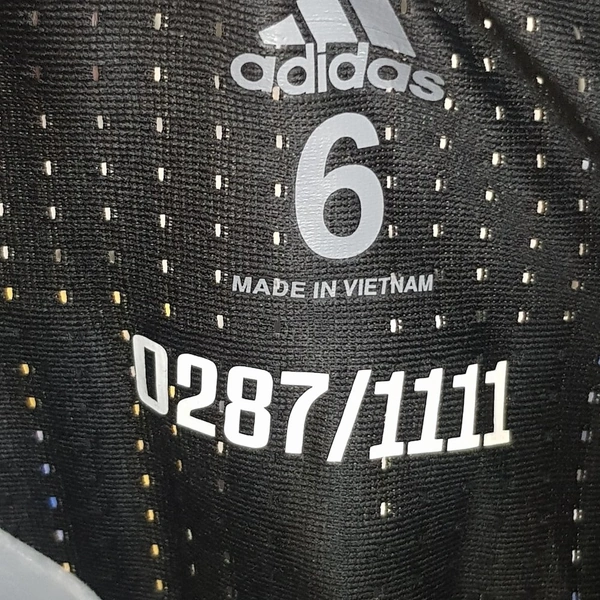 adidas
6
MADE IN VIETNAM
0287/1111